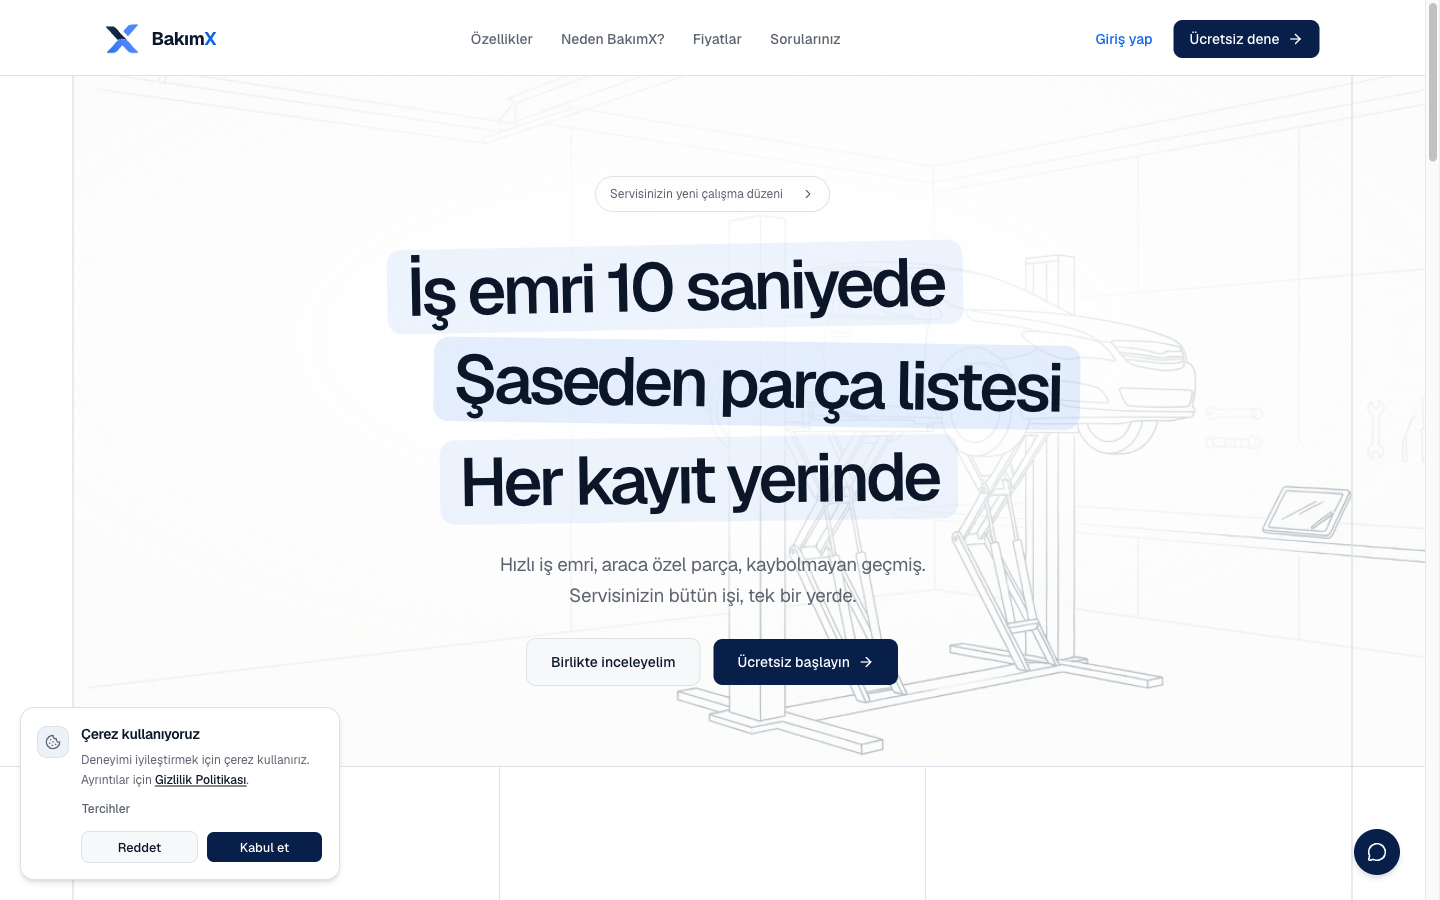 BakımX
Özellikler
Neden BakımX?
Fiyatlar
Sorularınız
Giriş yap
Ücretsiz dene
Servisinizin yeni çalışma düzeni
İş emri 10 saniyede
Şaseden parça listesi
Her kayıt yerinde
Hızlı iş emri, araca özel parça, kaybolmayan geçmiş.
Servisinizin bütün işi, tek bir yerde.
Birlikte inceleyelim
Ücretsiz başlayın
Çerez kullanıyoruz
Deneyimi iyileştirmek için çerez kullanırız.
Ayrıntılar için Gizlilik Politikası.
Tercihler
Reddet
Kabul et